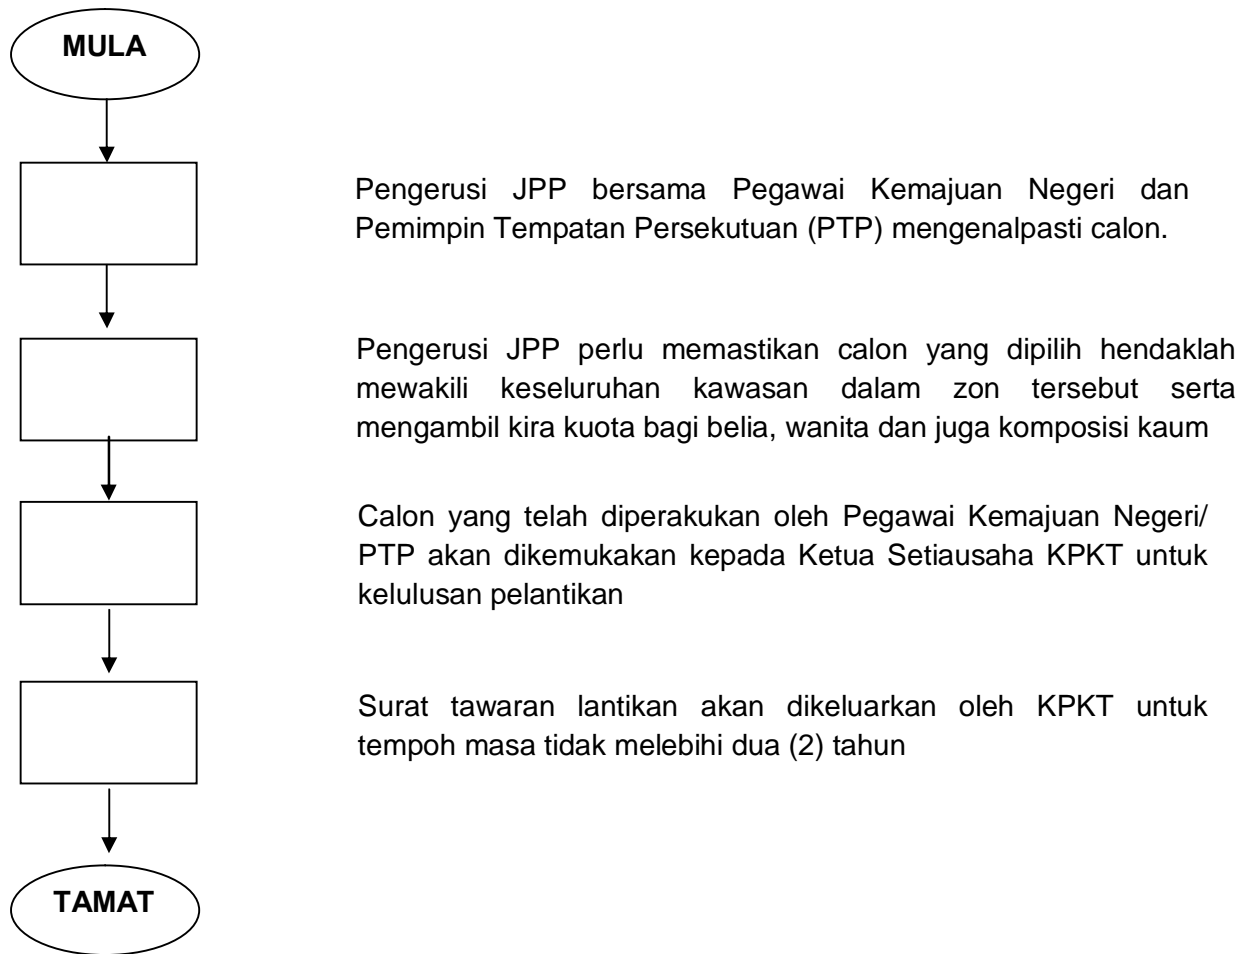 MULA
Pengerusi JPP bersama Pegawai Kemajuan Negeri dan
Pemimpin Tempatan Persekutuan (PTP) mengenalpasti calon.
Pengerusi JPP perlu memastikan calon yang dipilih hendaklah
mewakili keseluruhan kawasan dalam zon tersebut serta
mengambil kira kuota bagi belia, wanita dan juga komposisi kaum
Calon yang telah diperakukan oleh Pegawai Kemajuan Negeri/
PTP akan dikemukakan kepada Ketua Setiausaha KPKT untuk
kelulusan pelantikan
Surat tawaran lantikan akan dikeluarkan oleh KPKT untuk
tempoh masa tidak melebihi dua (2) tahun
TAMAT